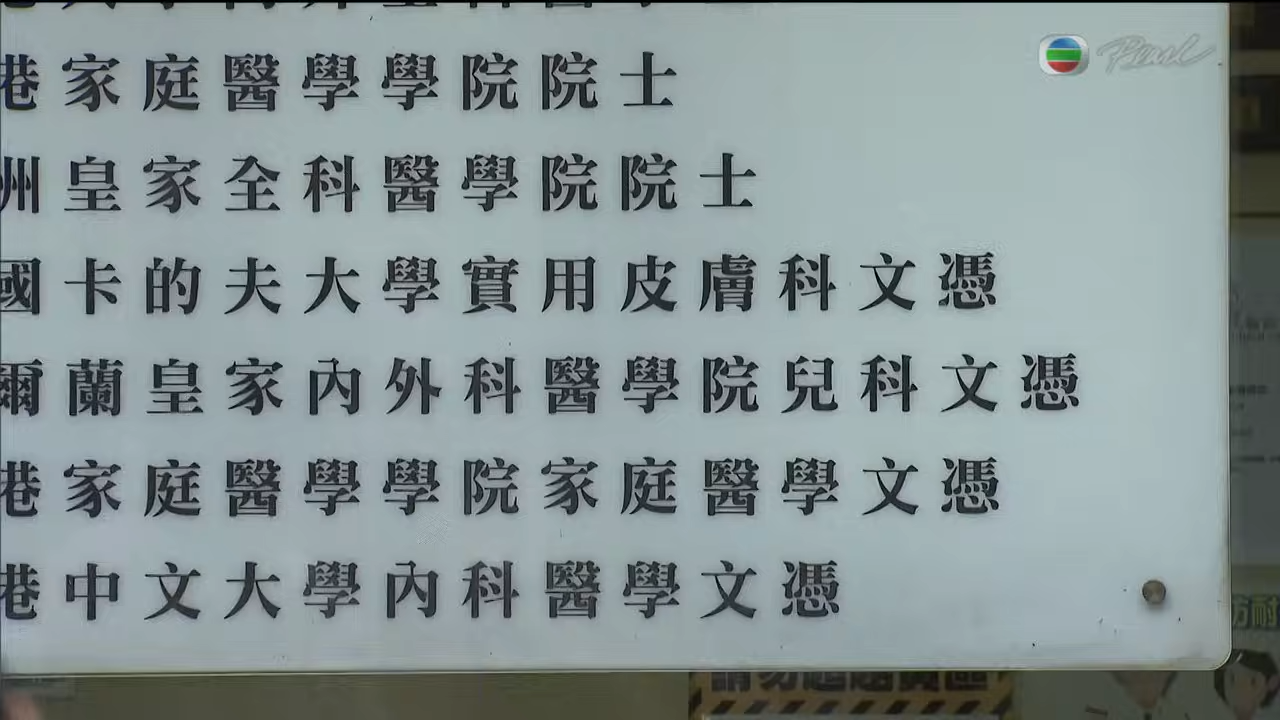 Pearl
港家庭醫學學院院士
洲皇家全科醫學院院士
國卡的夫大學實用皮膚科文憑
爾蘭皇家內外科醫學院兒科文憑
港家庭醫學學院家庭醫學文憑
港中文大學內科醫學文憑
防耐